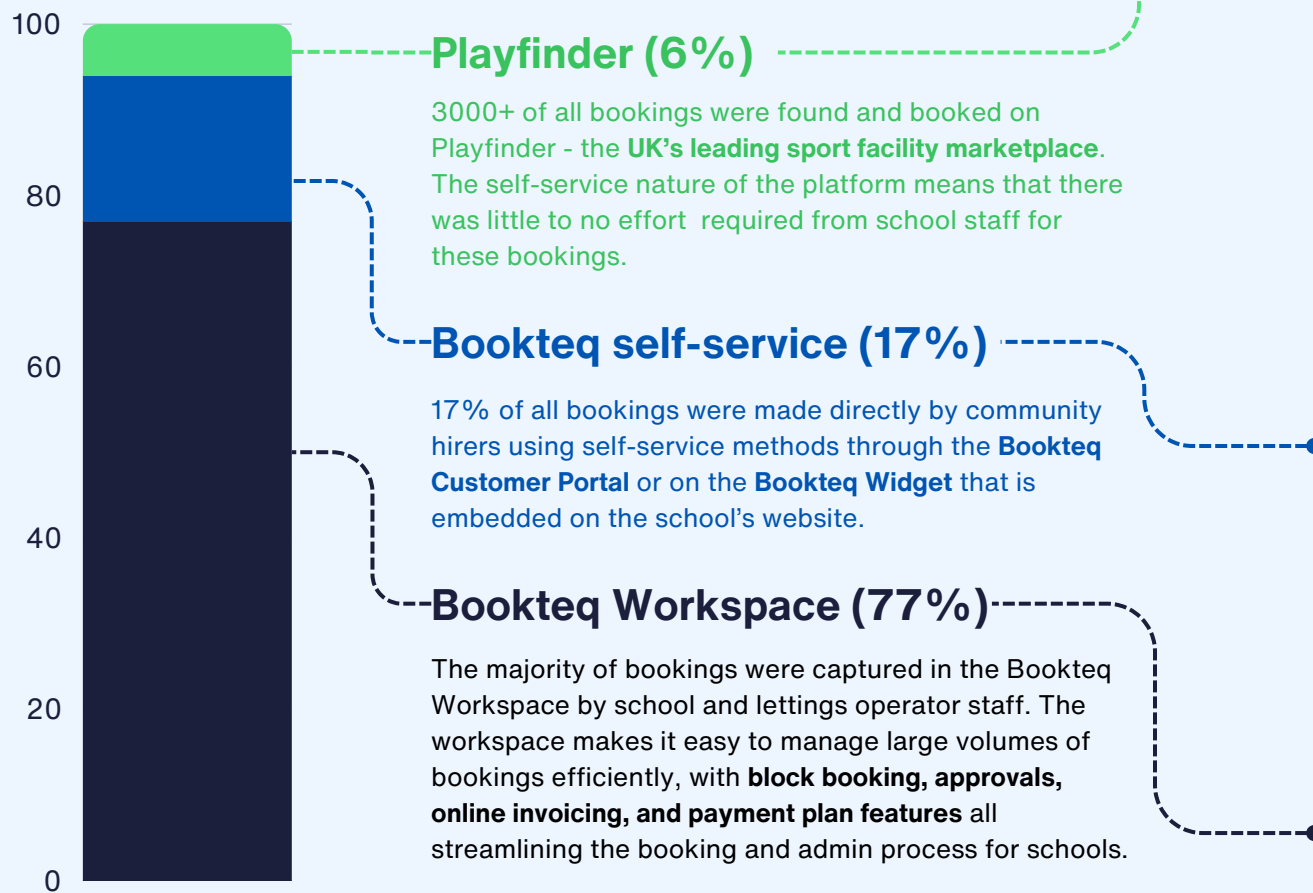 100
80
60
40
20
0
Playfinder (6%)
3000+ of all bookings were found and booked on
Playfinder - the UK’s leading sport facility marketplace.
The self-service nature of the platform means that there
was little to no effort  required from school staff for
these bookings.
Bookteq self-service (17%)
17% of all bookings were made directly by community
hirers using self-service methods through the Bookteq
Customer Portal or on the Bookteq Widget that is
embedded on the school’s website.
Bookteq Workspace (77%)
The majority of bookings were captured in the Bookteq
Workspace by school and lettings operator staff. The
workspace makes it easy to manage large volumes of
bookings efficiently, with block booking, approvals,
online invoicing, and payment plan features all
streamlining the booking and admin process for schools.